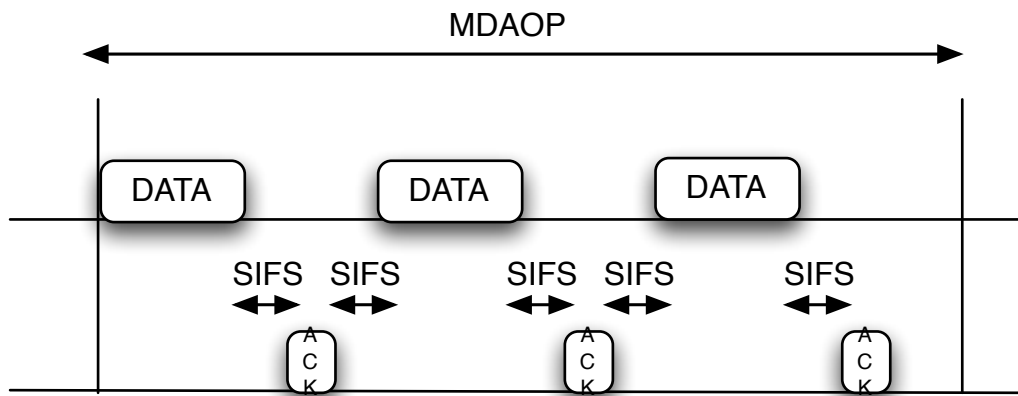 MDAOP
DATA DATA DATA
SIFS SIFS SIFS SIFS SIFS
A A A
C C C
K K K